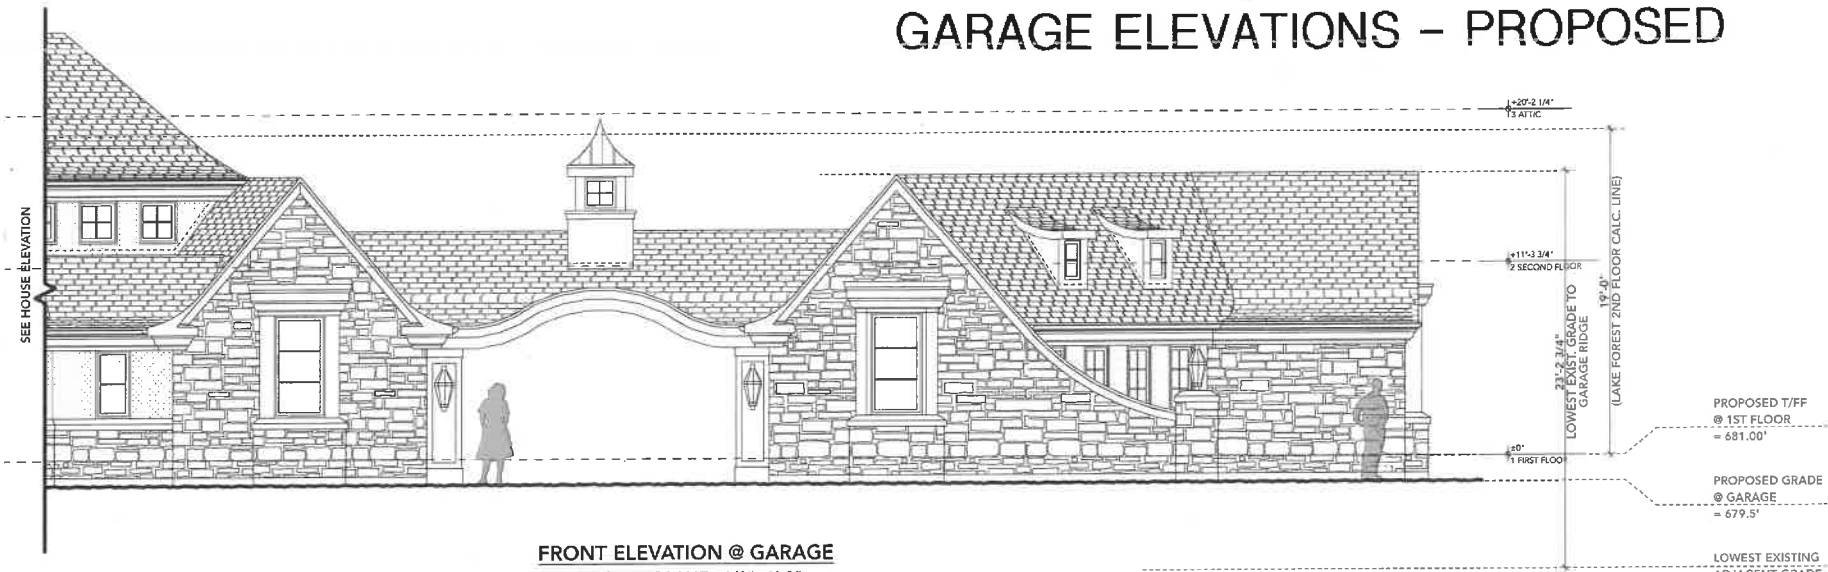 GARAGE ELEVATIONS – PROPOSED
+20'-2 1/4"
3 ATTIC
SEE HOUSE ELEVATION
+11'-3 3/4"
2 SECOND FLOOR
23'-2 3/4"
LOWEST EXIST. GRADE TO
GARAGE RIDGE
19'-0"
(LAKE FOREST 2ND FLOOR CALC. LINE)
±0"
1 FIRST FLOO
PROPOSED T/FF
@ 1ST FLOOR
= 681.00'
PROPOSED GRADE
@ GARAGE
= 679.5'
LOWEST EXISTING
FRONT ELEVATION @ GARAGE